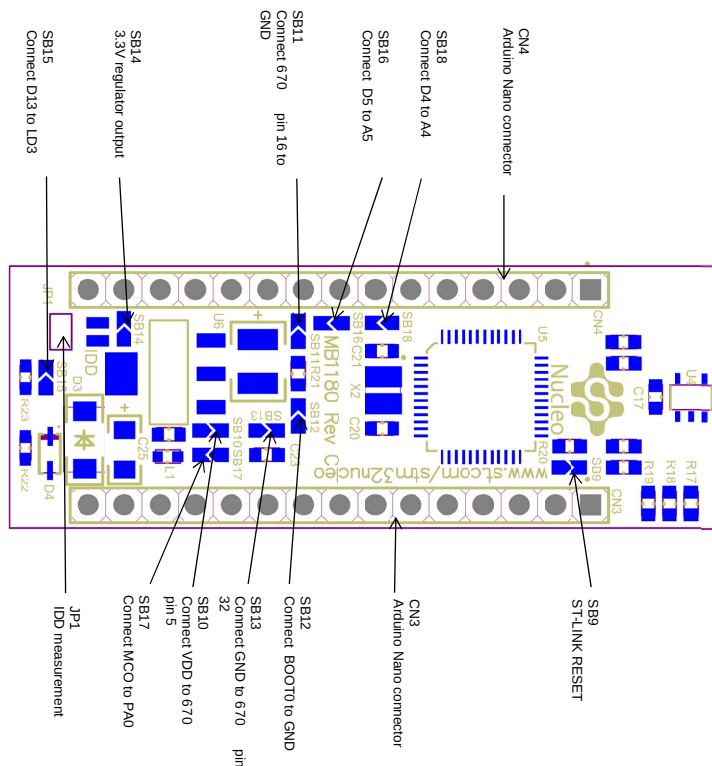 CN4
Arduino Nano connector
SB18
Connect D4 to A4
SB16
Connect D5 to A5
SB11
Connect 670 pin 16 to
GND
SB14
3.3V regulator output
SB15
Connect D13 to LD3
JP1
SB14
IDD
SB15
R23
R22
D3
D4
+
C25
L1
U6
+
SB10
SB17
SB13
C23
SB11
R21
SB12
SB16
C21
SB18
X2
C20
MB1180 Rev C
U5
Nucleo
www.st.com/stm32nucleo
CN4
C17
U4
R20
SB9
CN3
R19
R18
R17
SB9
ST-LINK RESET
CN3
Arduino Nano connector
SB12
Connect BOOT0 to GND
SB13
Connect GND to 670 pin
32
SB10
Connect VDD to 670
pin 5
SB17
Connect MCO to PA0
JP1
IDD measurement